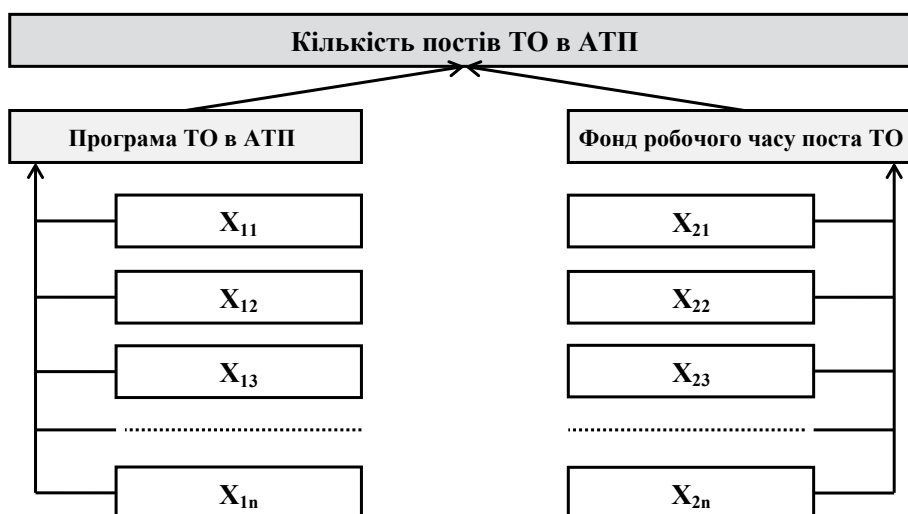 Кількість постів ТО в АТП
Програма ТО в АТП
Фонд робочого часу поста ТО
X₁₁
X₂₁
X₁₂
X₂₂
X₁₃
X₂₃
X₁ₙ
X₂ₙ